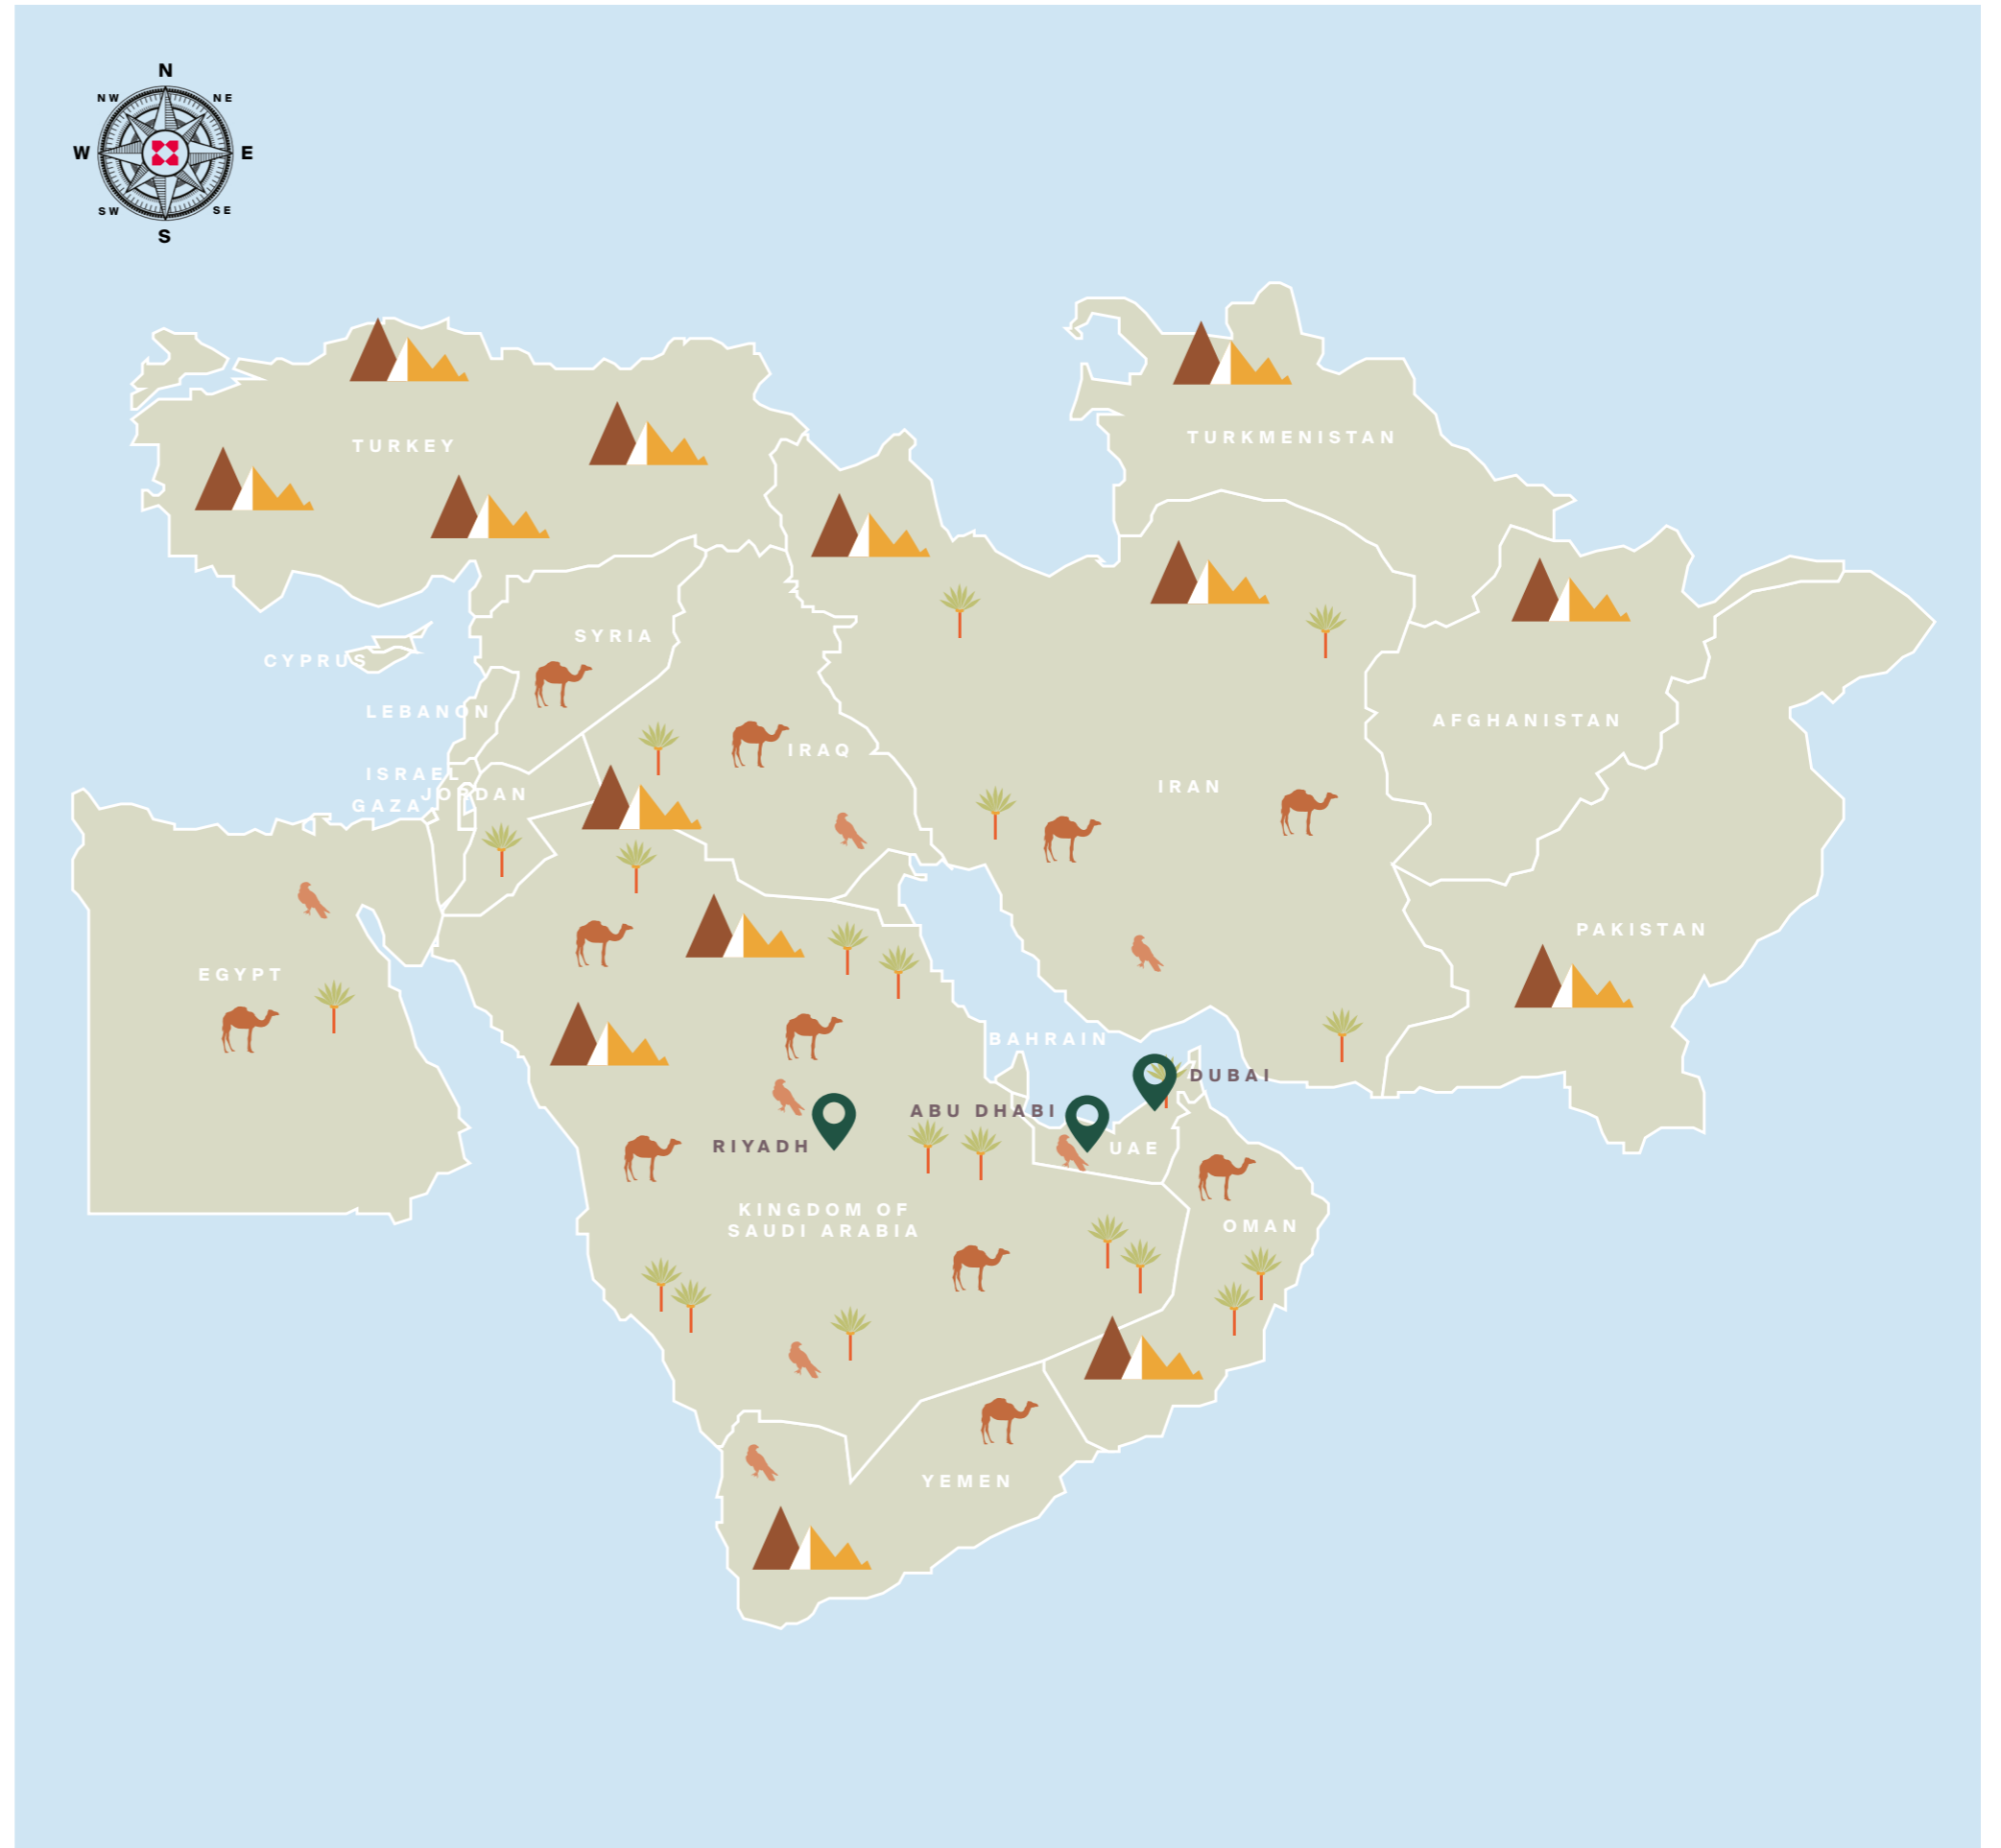 N
NW
NE
W
E
SW
SE
S
TURKEY
TURKMENISTAN
SYRIA
CYPRUS
LEBANON
AFGHANISTAN
IRAQ
ISRAEL
IRAN
JORDAN
GAZA
PAKISTAN
EGYPT
BAHRAIN
DUBAI
ABU DHABI
RIYADH
UAE
KINGDOM OF
SAUDI ARABIA
OMAN
YEMEN